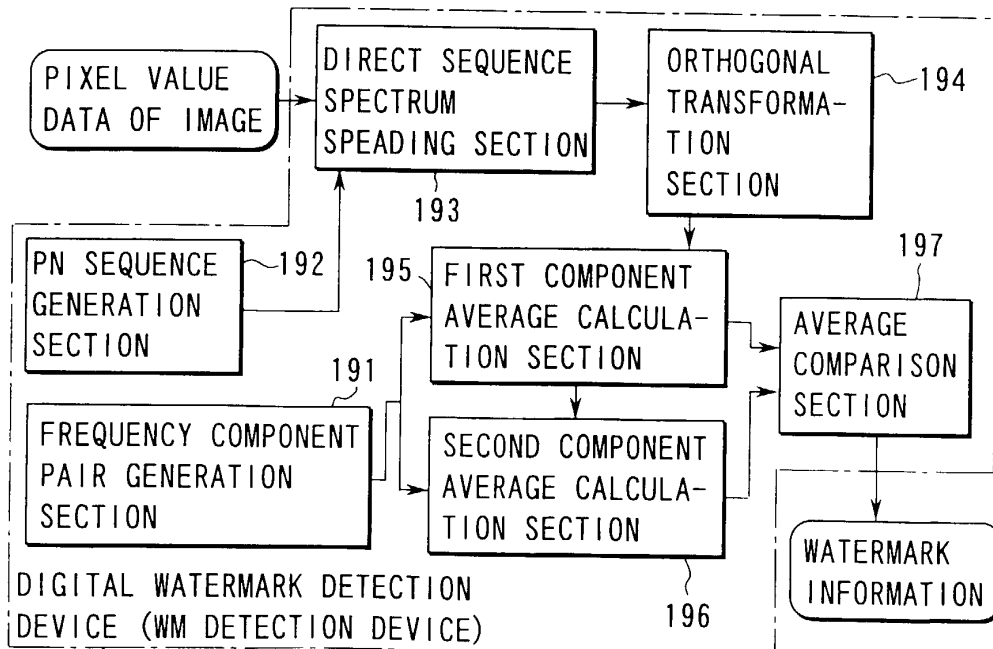 PIXEL VALUE
DATA OF IMAGE
DIRECT SEQUENCE
SPECTRUM
SPEADING SECTION
193
ORTHOGONAL
TRANSFORMA-
TION
SECTION
194
PN SEQUENCE
GENERATION
SECTION
192
195
FIRST COMPONENT
AVERAGE CALCULA-
TION SECTION
197
AVERAGE
COMPARISON
SECTION
191
FREQUENCY COMPONENT
PAIR GENERATION
SECTION
SECOND COMPONENT
AVERAGE CALCULA-
TION SECTION
196
WATERMARK
INFORMATION
DIGITAL WATERMARK DETECTION
DEVICE (WM DETECTION DEVICE)